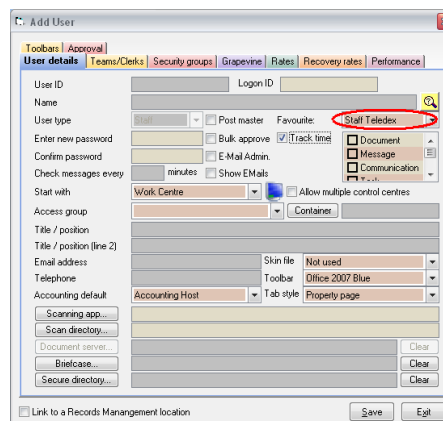 Add User
Toolbars Approval
User details Teams/Clerks Security groups Grapevine Rates Recovery rates Performance
User ID Logon ID
Name
User type Staff Post master Favourite: Staff Teledex
Enter new password Bulk approve Track time Document
Message
Confirm password E-Mail Admin. Communication
Check messages every minutes Show EMails
Start with Work Centre Allow multiple control centres
Access group Container
Title / position
Title / position (line 2)
Email address Skin file Not used
Telephone Toolbar Office 2007 Blue
Accounting default Accounting Host Tab style Property page
Scanning app...
Scan directory...
Document server... Clear
Briefcase... Clear
Secure directory... Clear
Link to a Records Manangement location Save Exit